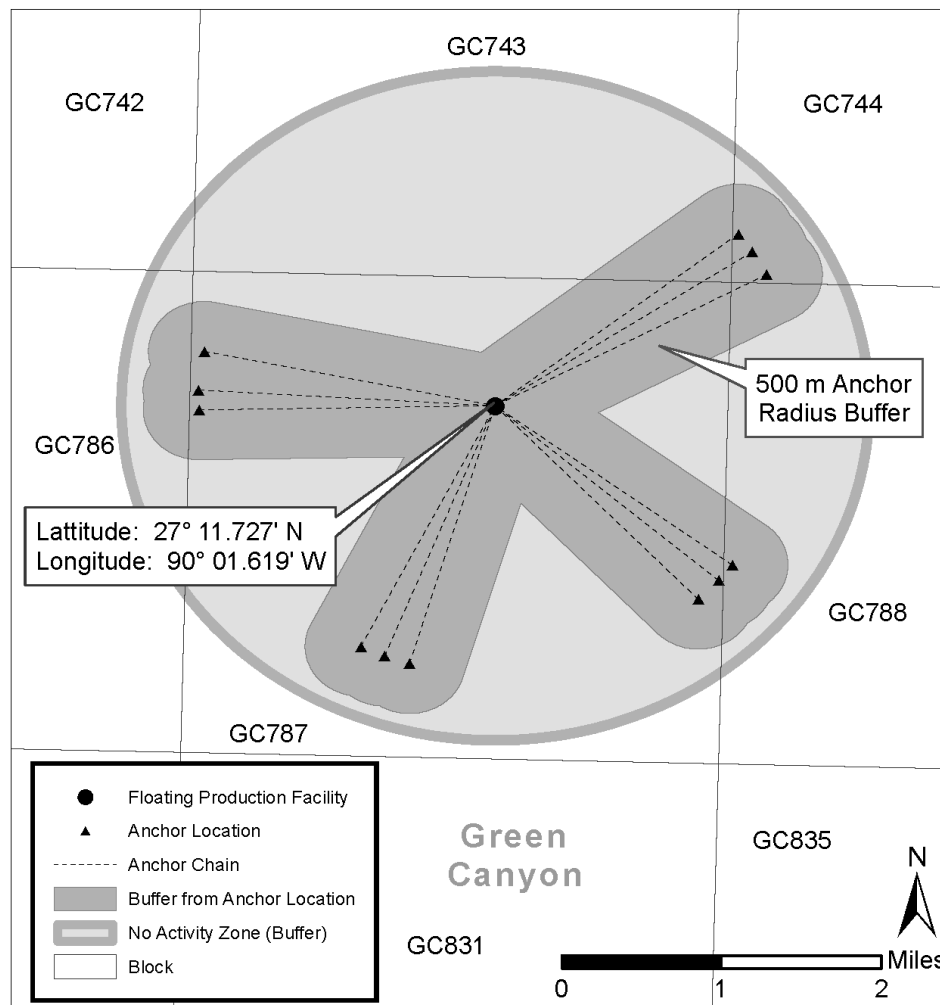 GC743
GC742
GC744
500 m Anchor
Radius Buffer
GC786
Lattitude:  27° 11.727' N
Longitude:  90° 01.619' W
GC788
GC787
Floating Production Facility
Anchor Location
Anchor Chain
Buffer from Anchor Location
No Activity Zone (Buffer)
Block
Green
Canyon
GC835
N
GC831
Miles
0 1 2